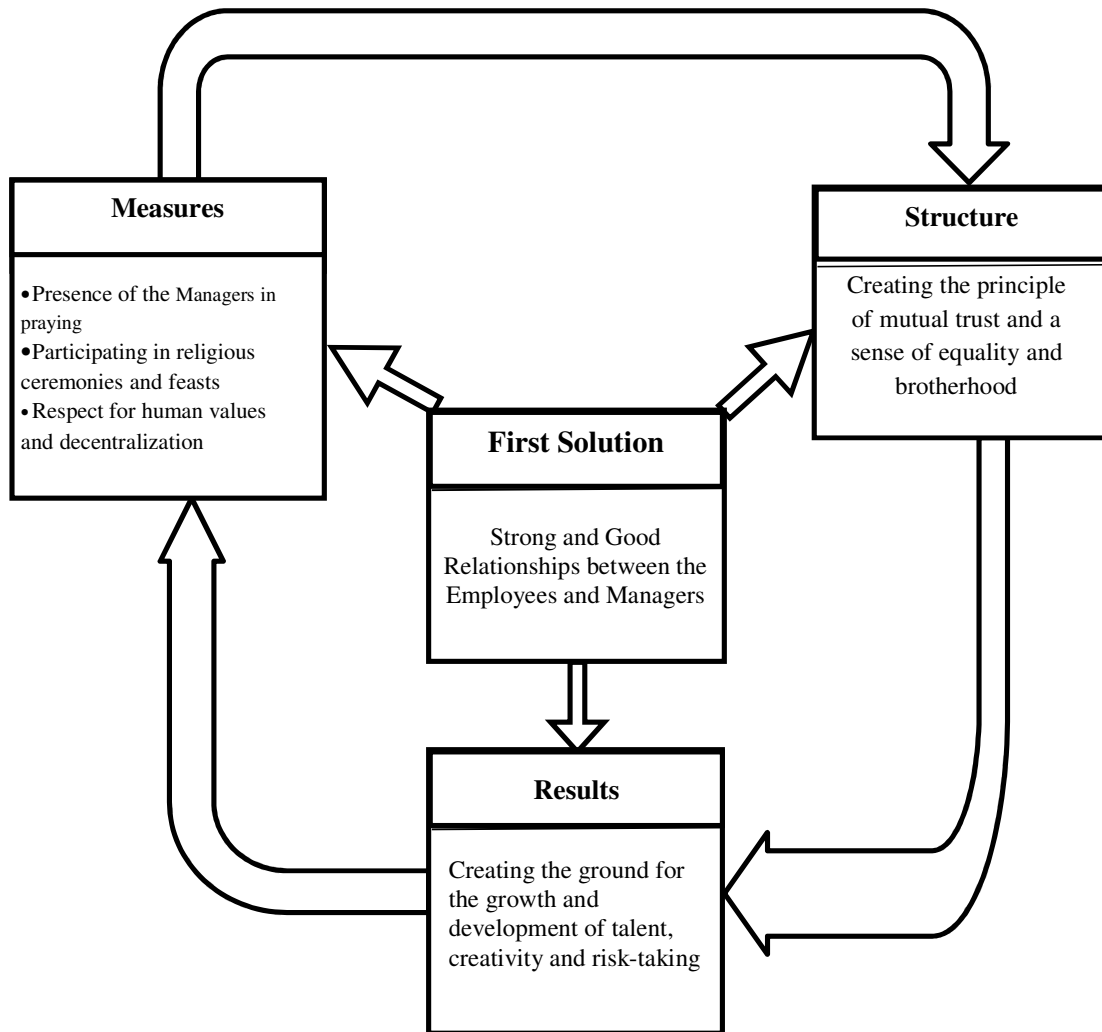 Measures
•Presence of the Managers in
praying
•Participating in religious
ceremonies and feasts
• Respect for human values
and decentralization
Structure
Creating the principle
of mutual trust and a
sense of equality and
brotherhood
First Solution
Strong and Good
Relationships between the
Employees and Managers
Results
Creating the ground for
the growth and
development of talent,
creativity and risk-taking